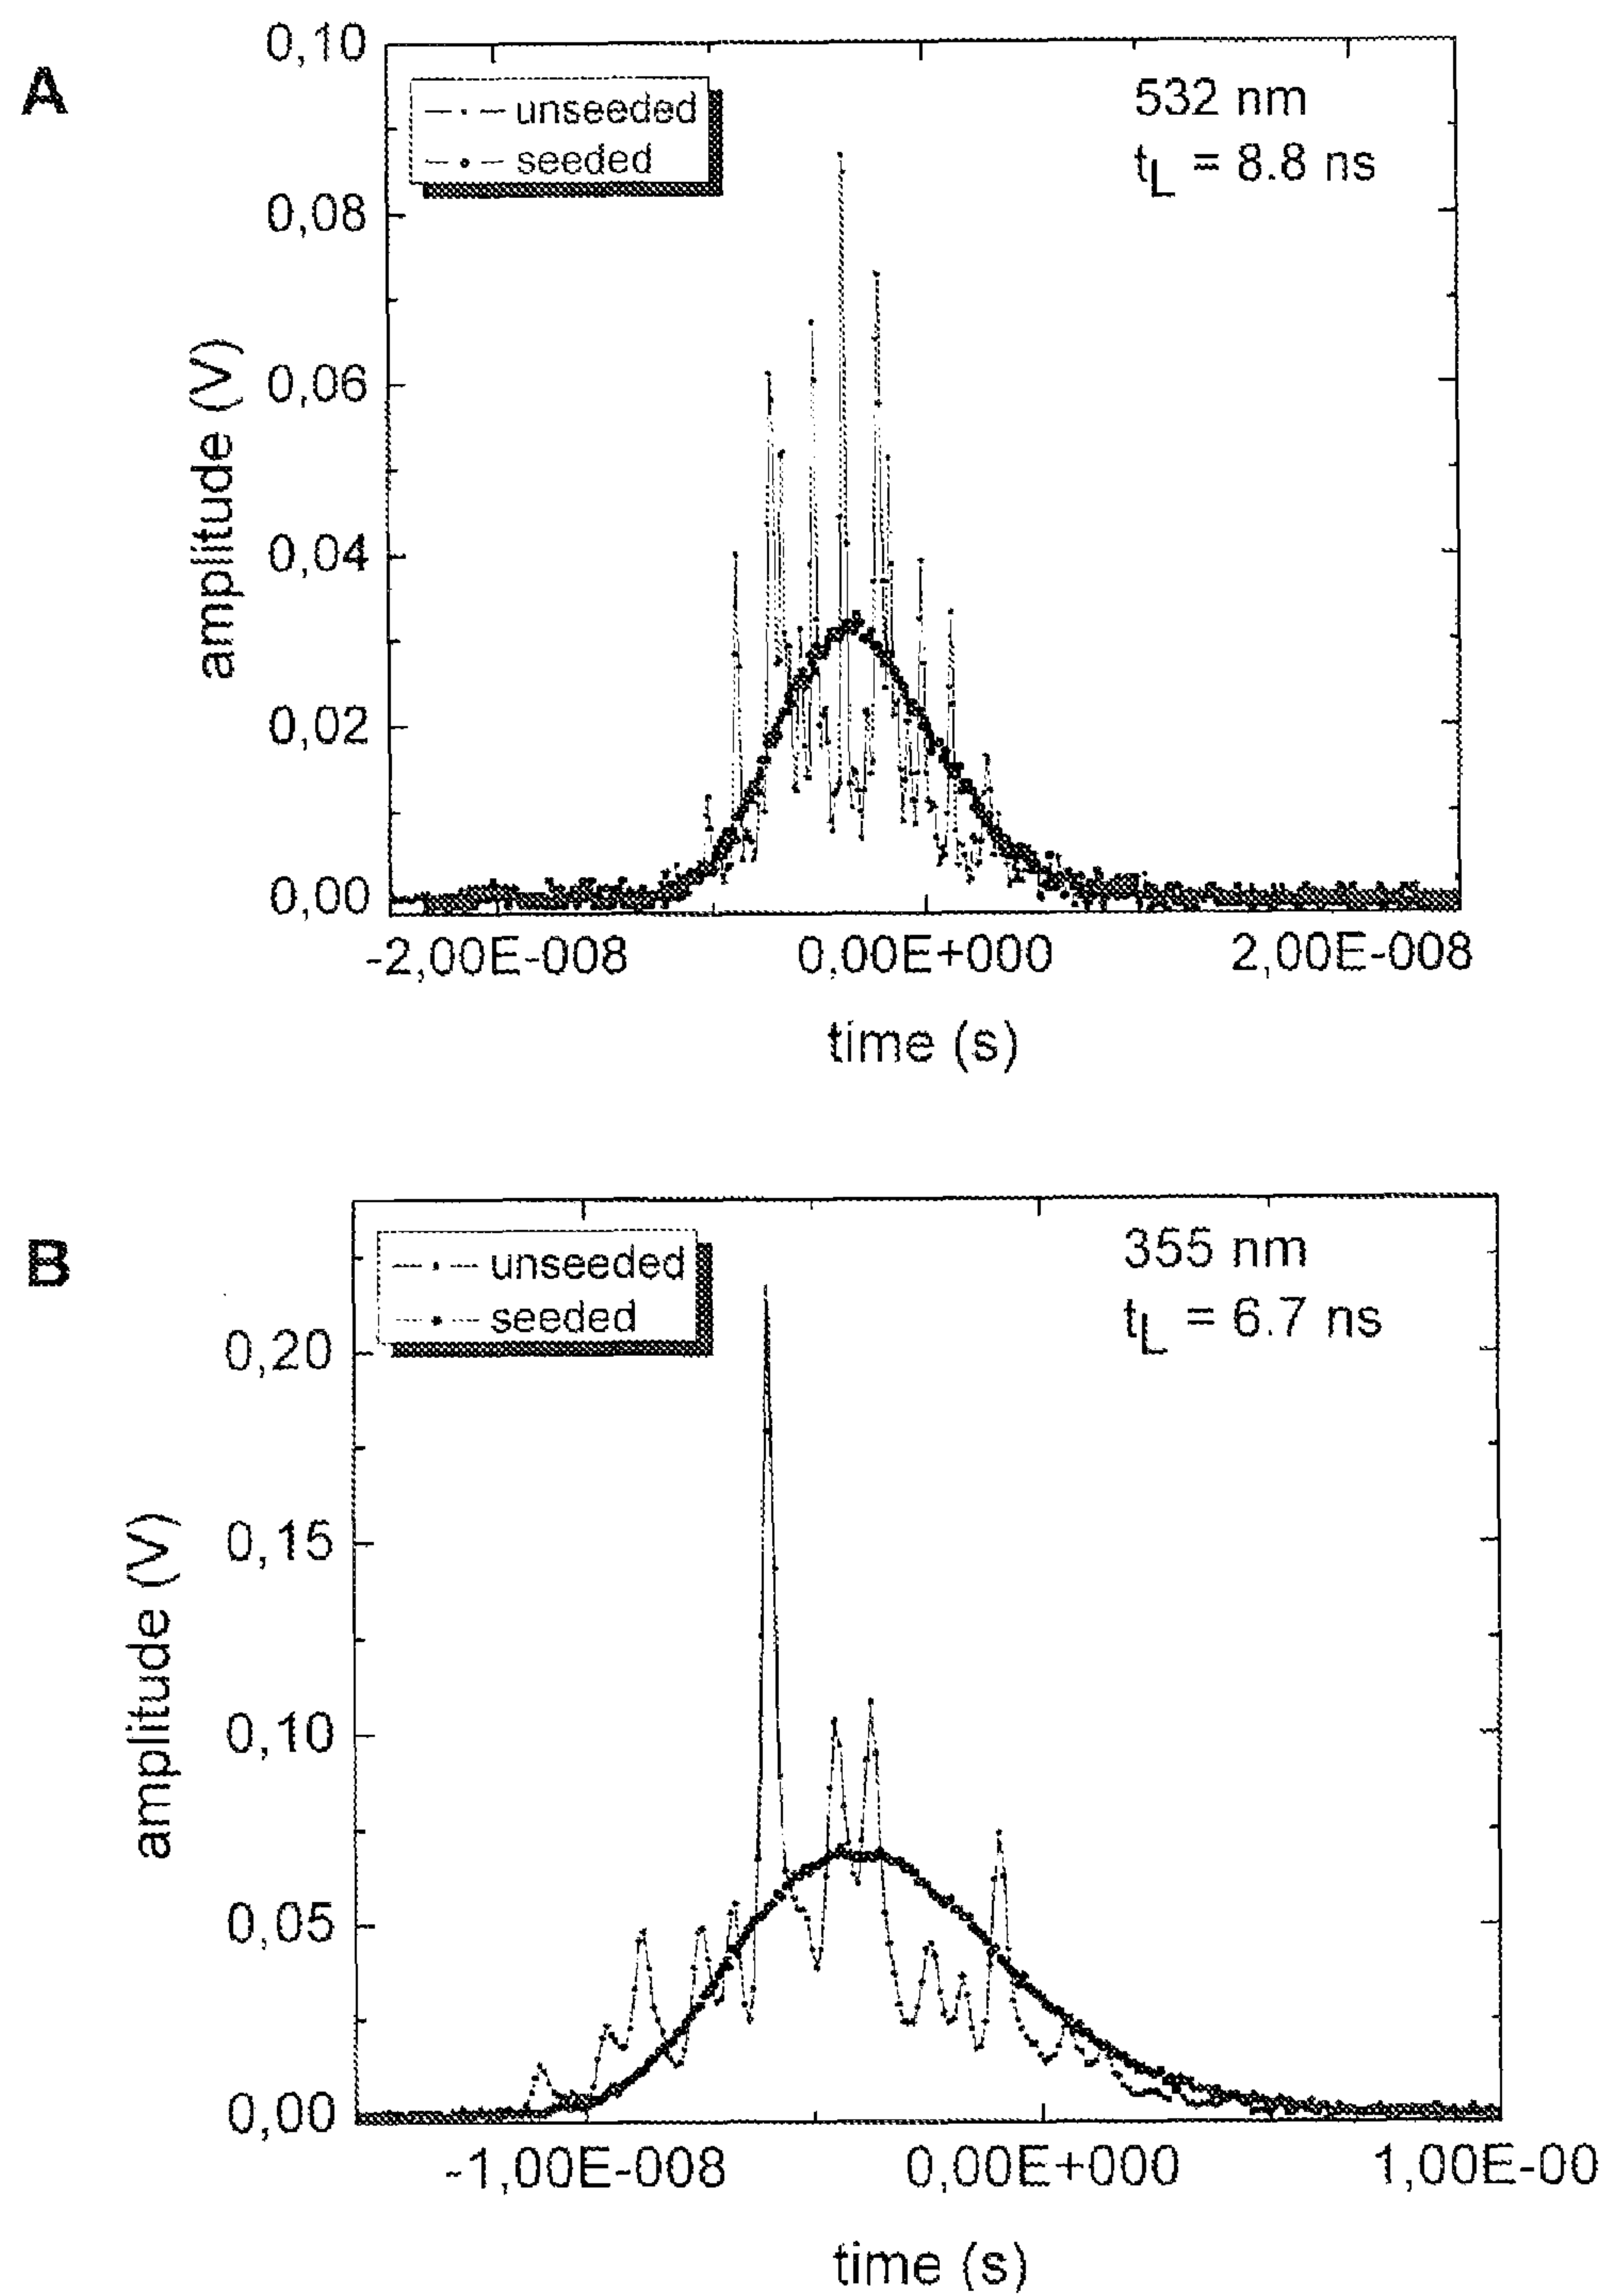 A
0,10
unseeded
seeded
532 nm
tL = 8.8 ns
0,08
0,06
0,04
0,02
0,00
amplitude (V)
-2,00E-008 0,00E+000 2,00E-008
time (s)
B
unseeded
seeded
355 nm
tL = 6.7 ns
0,20
0,15
0,10
0,05
0,00
amplitude (V)
-1,00E-008 0,00E+000 1,00E-00
time (s)